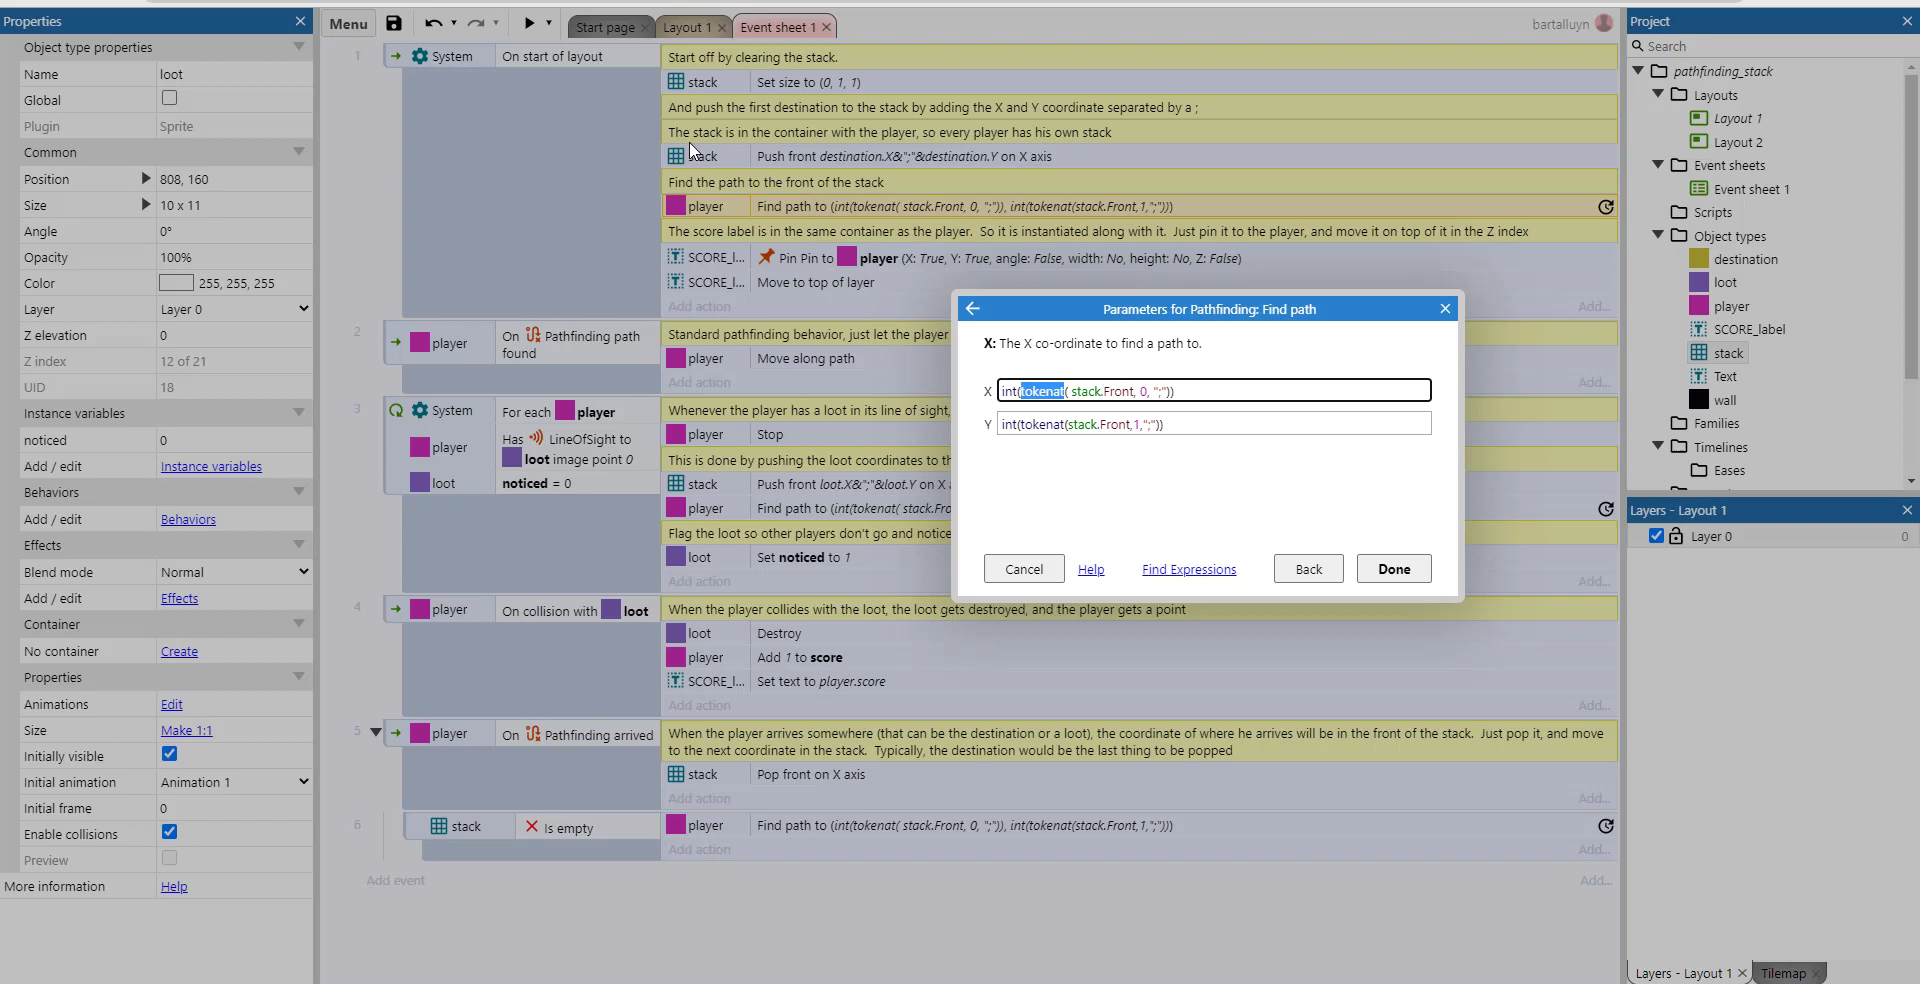 Properties
Object type properties
Name loot
Global
Plugin Sprite
Common
Position 808, 160
Size 10 x 11
Angle 0°
Opacity 100%
Color 255, 255, 255
Layer Layer 0
Z elevation 0
Z index 12 of 21
UID 18
Instance variables
noticed 0
Add / edit Instance variables
Behaviors
Add / edit Behaviors
Effects
Blend mode Normal
Add / edit Effects
Container
No container Create
Properties
Animations Edit
Size Make 1:1
Initially visible
Initial animation Animation 1
Initial frame 0
Enable collisions
Preview
More information Help
Menu
Start page
Layout 1
Event sheet 1
bartalluyn
1 System On start of layout
Start off by clearing the stack.
stack Set size to (0, 1, 1)
And push the first destination to the stack by adding the X and Y coordinate separated by a ;
The stack is in the container with the player, so every player has his own stack
stack Push front destination.X&";"&destination.Y on X axis
Find the path to the front of the stack
player Find path to (int(tokenat( stack.Front, 0, ";")), int(tokenat(stack.Front,1,";")))
The score label is in the same container as the player. So it is instantiated along with it. Just pin it to the player, and move it on top of it in the Z index
SCORE_l... Pin Pin to player (X: True, Y: True, angle: False, width: No, height: No, Z: False)
SCORE_l... Move to top of layer
Add action Add...
2 player On Pathfinding path found
Standard pathfinding behavior, just let the player
player Move along path
Add action Add...
3 System For each player
player Has LineOfSight to loot image point 0
loot noticed = 0
Whenever the player has a loot in its line of sight,
player Stop
This is done by pushing the loot coordinates to th
stack Push front loot.X&";"&loot.Y on X a
player Find path to (int(tokenat( stack.Fro
Flag the loot so other players don't go and notice
loot Set noticed to 1
Add action Add...
4 player On collision with loot
When the player collides with the loot, the loot gets destroyed, and the player gets a point
loot Destroy
player Add 1 to score
SCORE_l... Set text to player.score
Add action Add...
5 player On Pathfinding arrived
When the player arrives somewhere (that can be the destination or a loot), the coordinate of where he arrives will be in the front of the stack. Just pop it, and move
to the next coordinate in the stack. Typically, the destination would be the last thing to be popped
stack Pop front on X axis
Add action Add...
6 stack Is empty
player Find path to (int(tokenat( stack.Front, 0, ";")), int(tokenat(stack.Front,1,";")))
Add action Add...
Add event Add...
Parameters for Pathfinding: Find path
X: The X co-ordinate to find a path to.
X int(tokenat( stack.Front, 0, ";"))
Y int(tokenat(stack.Front,1,";"))
Cancel Help Find Expressions Back Done
Project
Search
pathfinding_stack
Layouts
Layout 1
Layout 2
Event sheets
Event sheet 1
Scripts
Object types
destination
loot
player
SCORE_label
stack
Text
wall
Families
Timelines
Eases
Layers - Layout 1
Layer 0 0
Layers - Layout 1
Tilemap